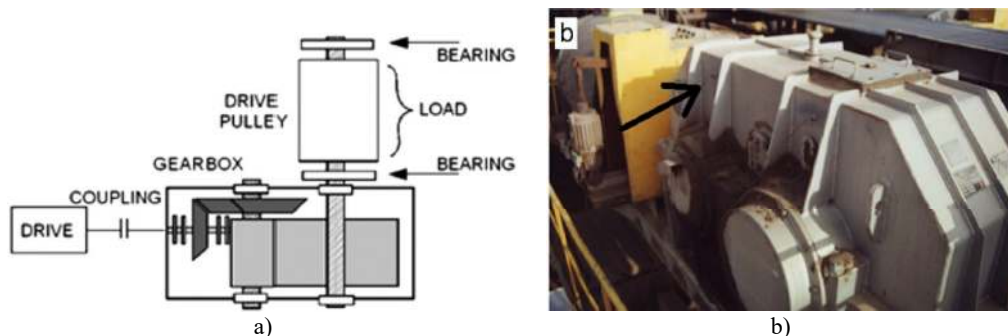 BEARING
DRIVE
PULLEY
LOAD
GEARBOX
BEARING
COUPLING
DRIVE
a)
b
b)